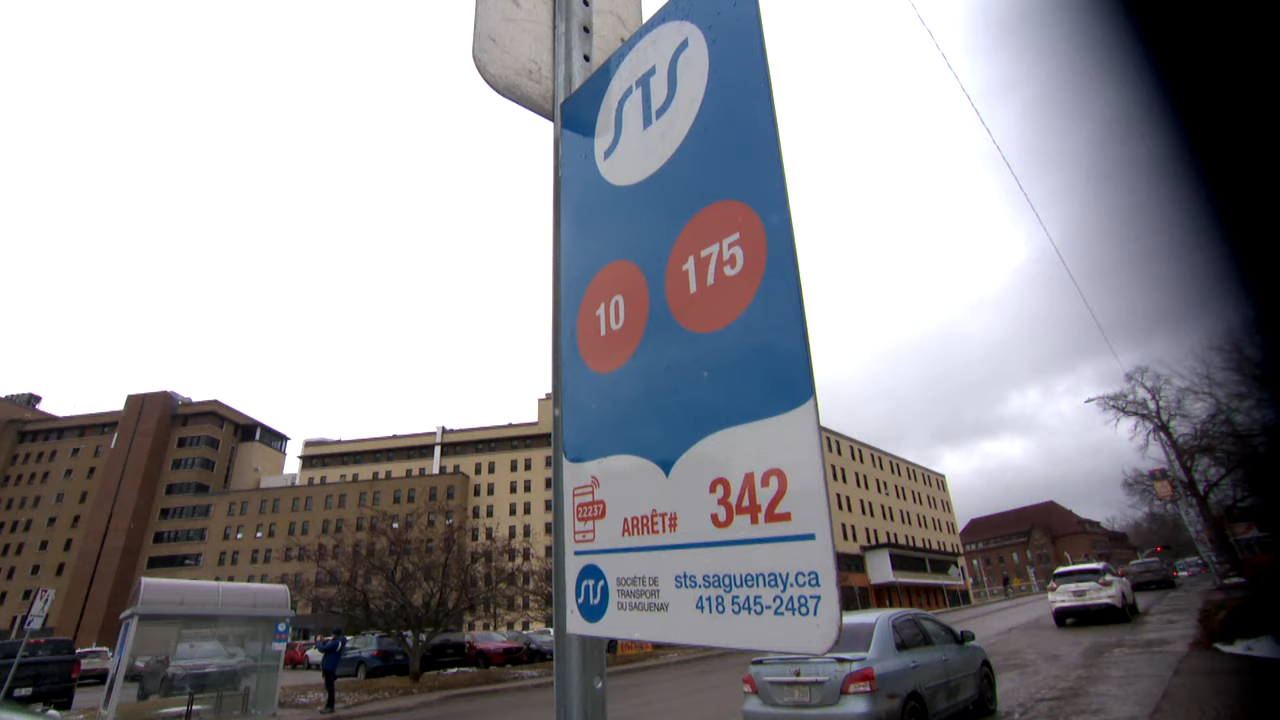 STS
10
175
22237
ARRÊT# 342
STS
SOCIÉTÉ DE
TRANSPORT
DU SAGUENAY
sts.saguenay.ca
418 545-2487